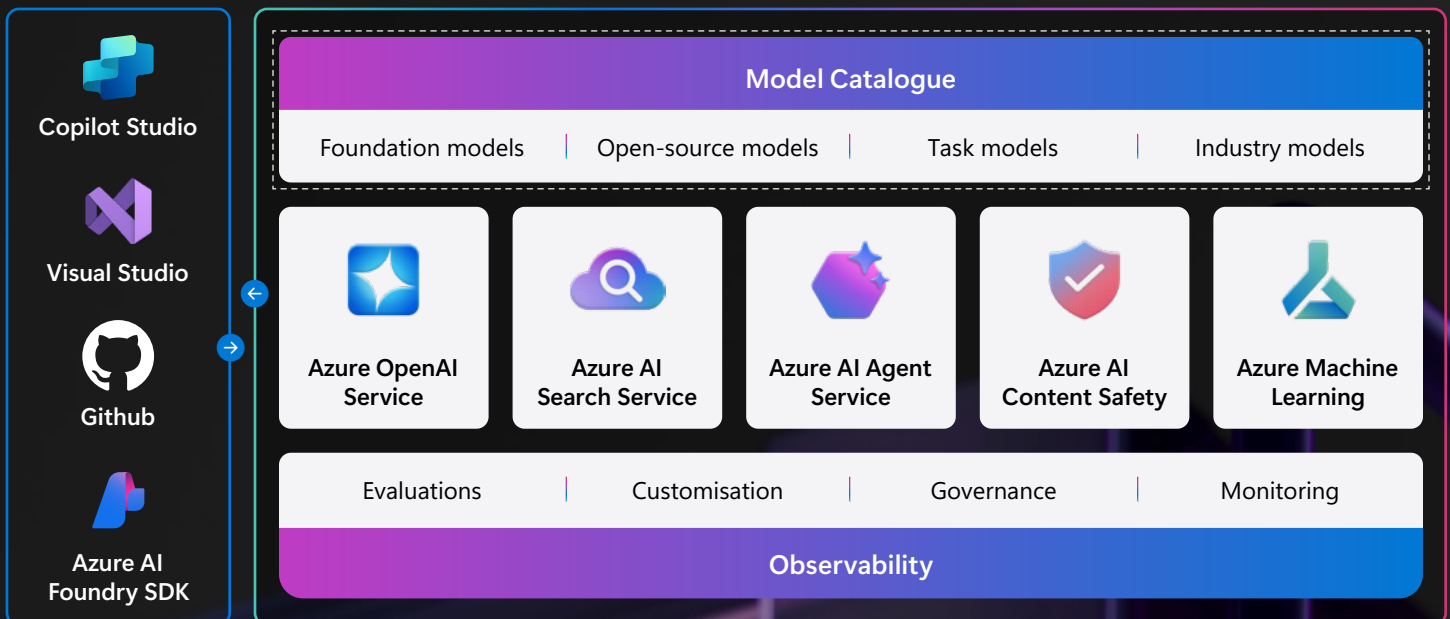 Copilot Studio
Visual Studio
Github
Azure AI
Foundry SDK
Model Catalogue
Foundation models
Open-source models
Task models
Industry models
Azure OpenAI
Service
Azure AI
Search Service
Azure AI Agent
Service
Azure AI
Content Safety
Azure Machine
Learning
Evaluations
Customisation
Governance
Monitoring
Observability